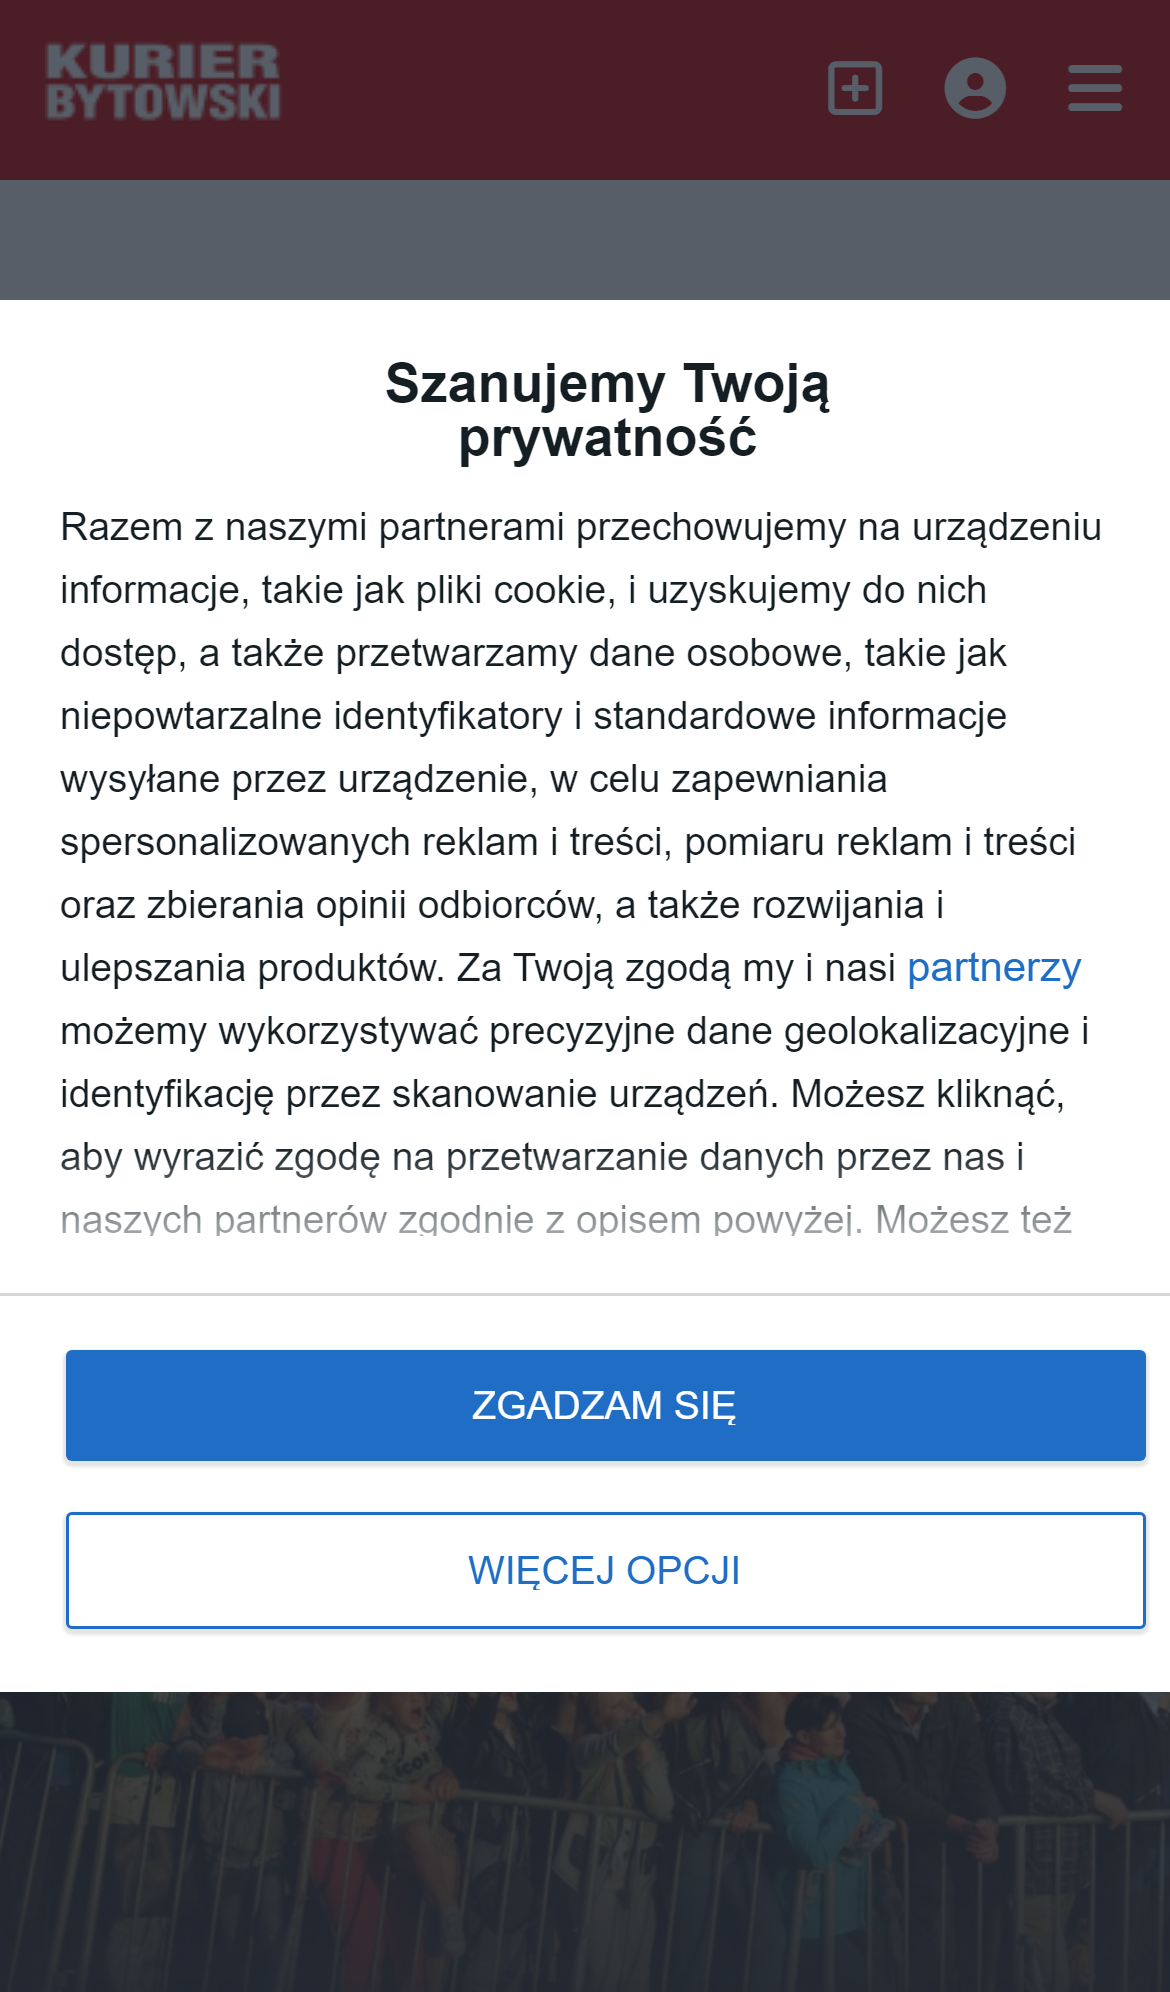 KURIER
BYTOWSKI
Szanujemy Twoją
prywatność
Razem z naszymi partnerami przechowujemy na urządzeniu
informacje, takie jak pliki cookie, i uzyskujemy do nich
dostęp, a także przetwarzamy dane osobowe, takie jak
niepowtarzalne identyfikatory i standardowe informacje
wysyłane przez urządzenie, w celu zapewniania
spersonalizowanych reklam i treści, pomiaru reklam i treści
oraz zbierania opinii odbiorców, a także rozwijania i
ulepszania produktów. Za Twoją zgodą my i nasi partnerzy
możemy wykorzystywać precyzyjne dane geolokalizacyjne i
identyfikację przez skanowanie urządzeń. Możesz kliknąć,
aby wyrazić zgodę na przetwarzanie danych przez nas i
naszych partnerów zgodnie z opisem powyżej. Możesz też
ZGADZAM SIĘ
WIĘCEJ OPCJI